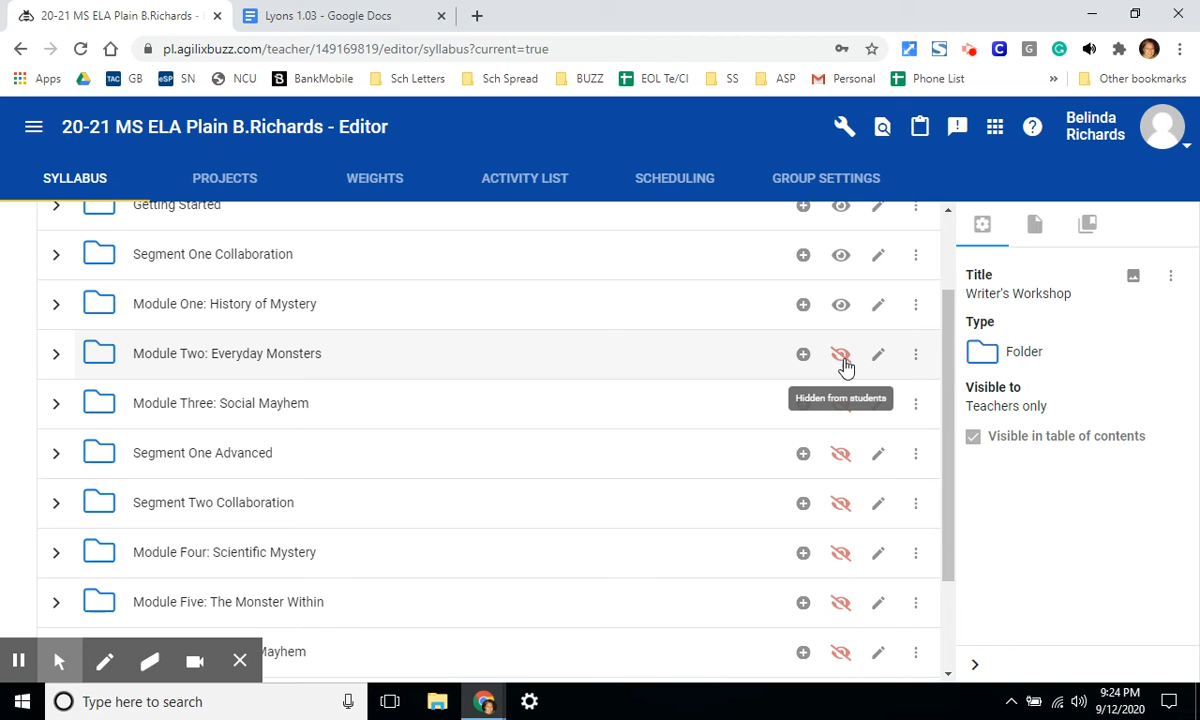 20-21 MS ELA Plain B.Richards -
Lyons 1.03 - Google Docs
pl.agilixbuzz.com/teacher/149169819/editor/syllabus?current=true
Apps TAC GB eSP SN NCU BankMobile Sch Letters Sch Spread BUZZ EOL Te/CI SS ASP Personal Phone List » Other bookmarks
20-21 MS ELA Plain B.Richards - Editor
Belinda
Richards
SYLLABUS PROJECTS WEIGHTS ACTIVITY LIST SCHEDULING GROUP SETTINGS
Getting Started
Segment One Collaboration
Module One: History of Mystery
Module Two: Everyday Monsters
Hidden from students
Module Three: Social Mayhem
Segment One Advanced
Segment Two Collaboration
Module Four: Scientific Mystery
Module Five: The Monster Within
Mayhem
Title
Writer's Workshop
Type
Folder
Visible to
Teachers only
Visible in table of contents
Type here to search
9:24 PM
9/12/2020